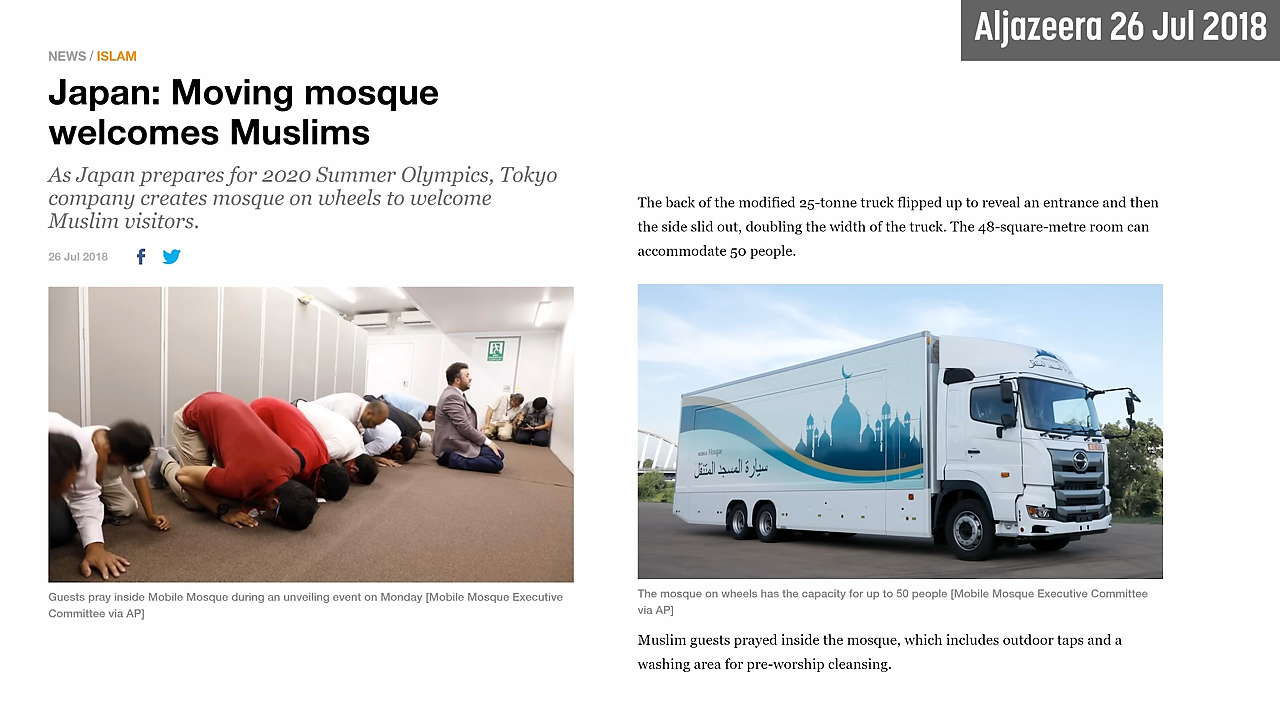 Aljazeera 26 Jul 2018
NEWS / ISLAM
Japan: Moving mosque
welcomes Muslims
As Japan prepares for 2020 Summer Olympics, Tokyo
company creates mosque on wheels to welcome
Muslim visitors.
26 Jul 2018
Guests pray inside Mobile Mosque during an unveiling event on Monday [Mobile Mosque Executive
Committee via AP]
The back of the modified 25-tonne truck flipped up to reveal an entrance and then
the side slid out, doubling the width of the truck. The 48-square-metre room can
accommodate 50 people.
Mosque
سيارة المسجد المتنقل
The mosque on wheels has the capacity for up to 50 people [Mobile Mosque Executive Committee
via AP]
Muslim guests prayed inside the mosque, which includes outdoor taps and a
washing area for pre-worship cleansing.